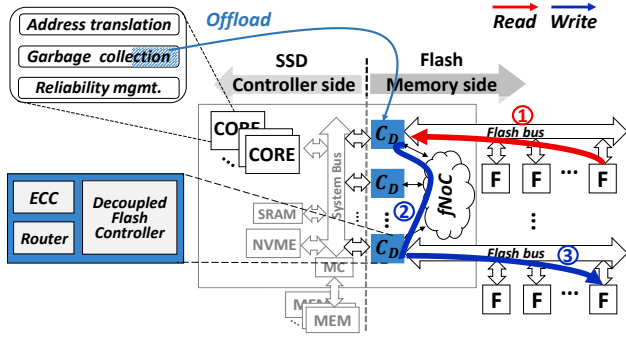 Address translation
Garbage collection
Reliability mgmt.
Offload
Read Write
SSD
Controller side
Flash
Memory side
CORE
CORE
...
System Bus
SRAM
NVME
MC
MEM
MEM
C_D
C_D
...
C_D
fNoC
①
Flash bus
F F ... F
②
...
③
Flash bus
F F ... F
ECC
Router
Decoupled
Flash
Controller